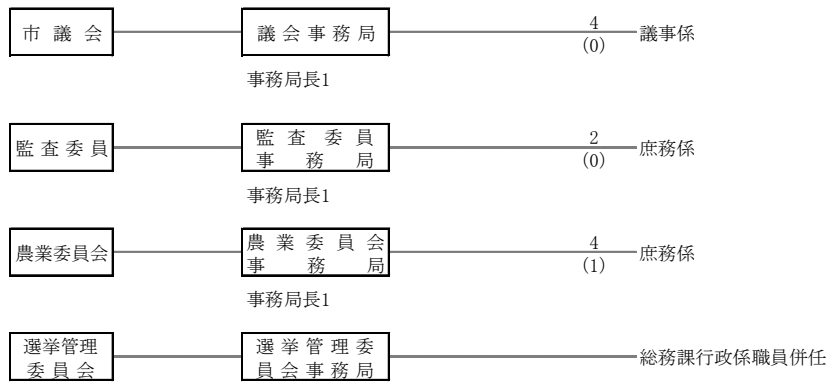 市議会 議会事務局 4 議事係
(0)
事務局長1
監査委員 監査委員 2 庶務係
事務局 (0)
事務局長1
農業委員会 農業委員会 4 庶務係
事務局 (1)
事務局長1
選挙管理 選挙管理委 総務課行政係職員併任
委員会 員会事務局